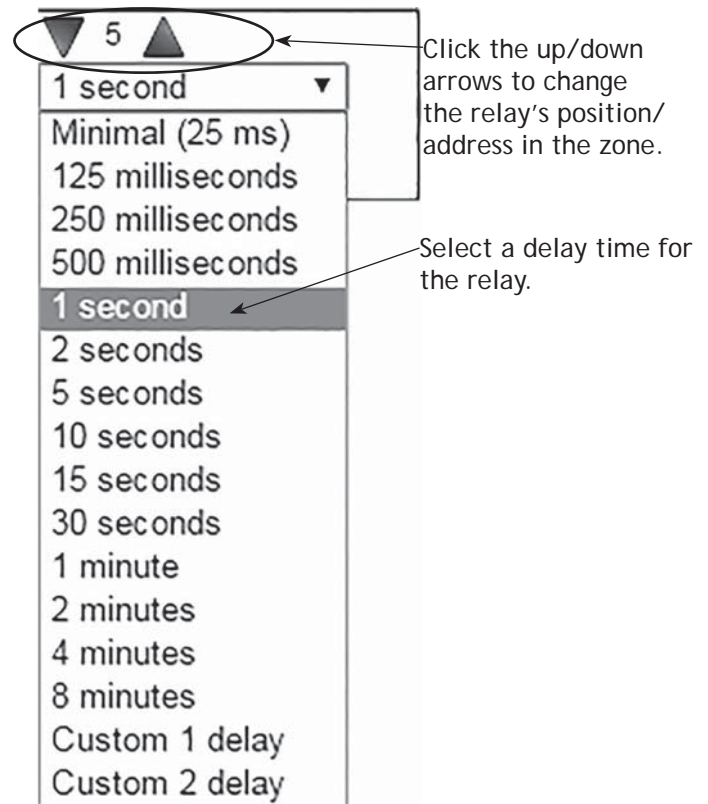 5
Click the up/down
arrows to change
the relay's position/
address in the zone.
1 second
Minimal (25 ms)
125 milliseconds
250 milliseconds
500 milliseconds
Select a delay time for
the relay.
1 second
2 seconds
5 seconds
10 seconds
15 seconds
30 seconds
1 minute
2 minutes
4 minutes
8 minutes
Custom 1 delay
Custom 2 delay